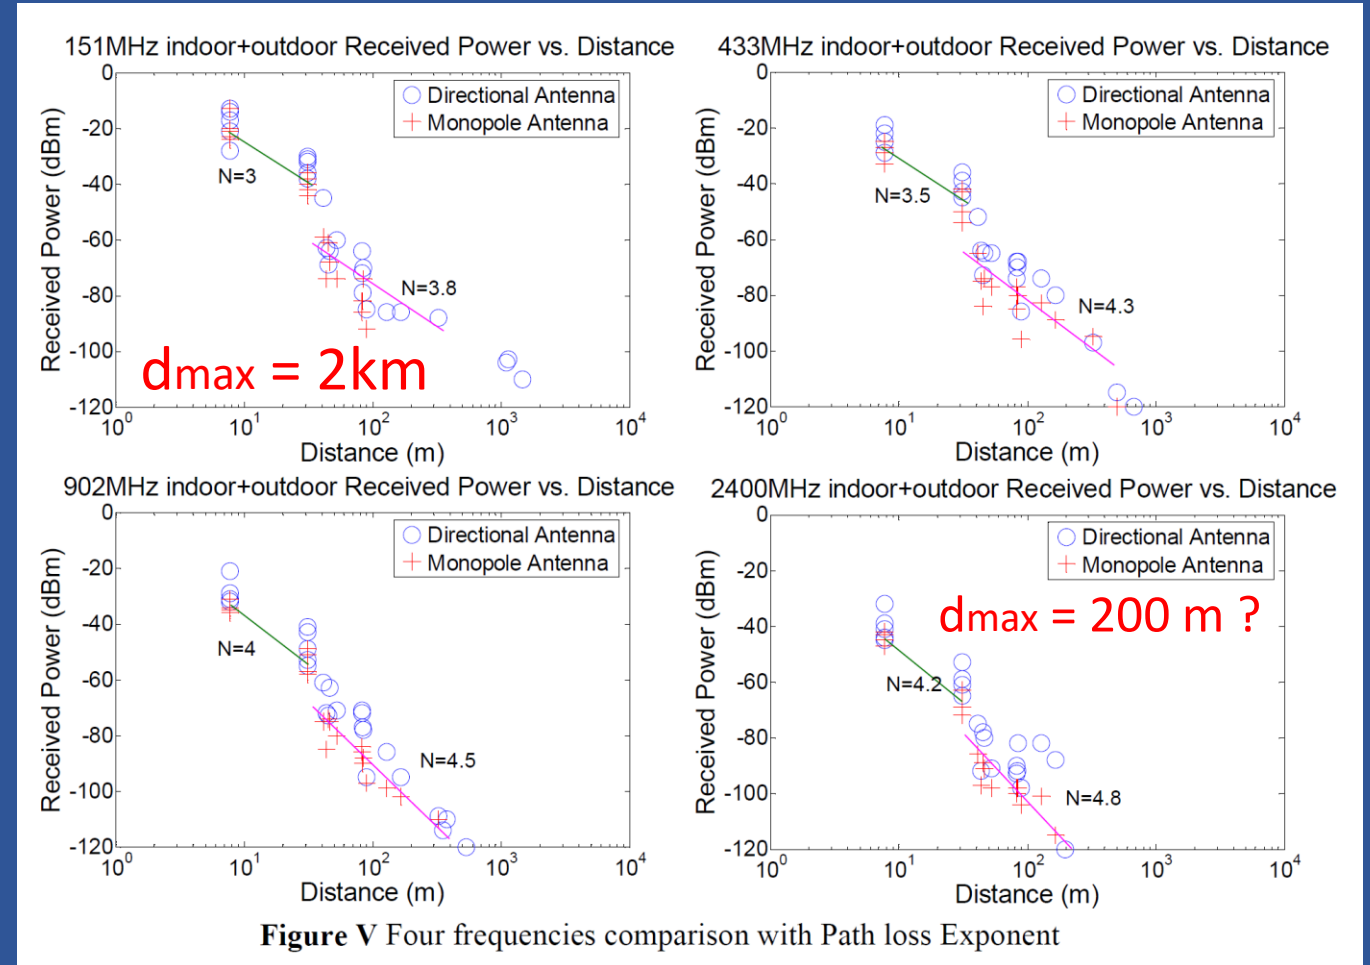 151MHz indoor+outdoor Received Power vs. Distance
0
-20
-40
-60
-80
-100
-120
Received Power (dBm)
Directional Antenna
Monopole Antenna
N=3
N=3.8
dmax = 2km
10^0
10^1
10^2
10^3
10^4
Distance (m)
433MHz indoor+outdoor Received Power vs. Distance
0
-20
-40
-60
-80
-100
-120
Received Power (dBm)
Directional Antenna
Monopole Antenna
N=3.5
N=4.3
10^0
10^1
10^2
10^3
10^4
Distance (m)
902MHz indoor+outdoor Received Power vs. Distance
0
-20
-40
-60
-80
-100
-120
Received Power (dBm)
Directional Antenna
Monopole Antenna
N=4
N=4.5
10^0
10^1
10^2
10^3
10^4
Distance (m)
2400MHz indoor+outdoor Received Power vs. Distance
0
-20
-40
-60
-80
-100
-120
Received Power (dBm)
Directional Antenna
Monopole Antenna
dmax = 200 m ?
N=4.2
N=4.8
10^0
10^1
10^2
10^3
10^4
Distance (m)
Figure V Four frequencies comparison with Path loss Exponent